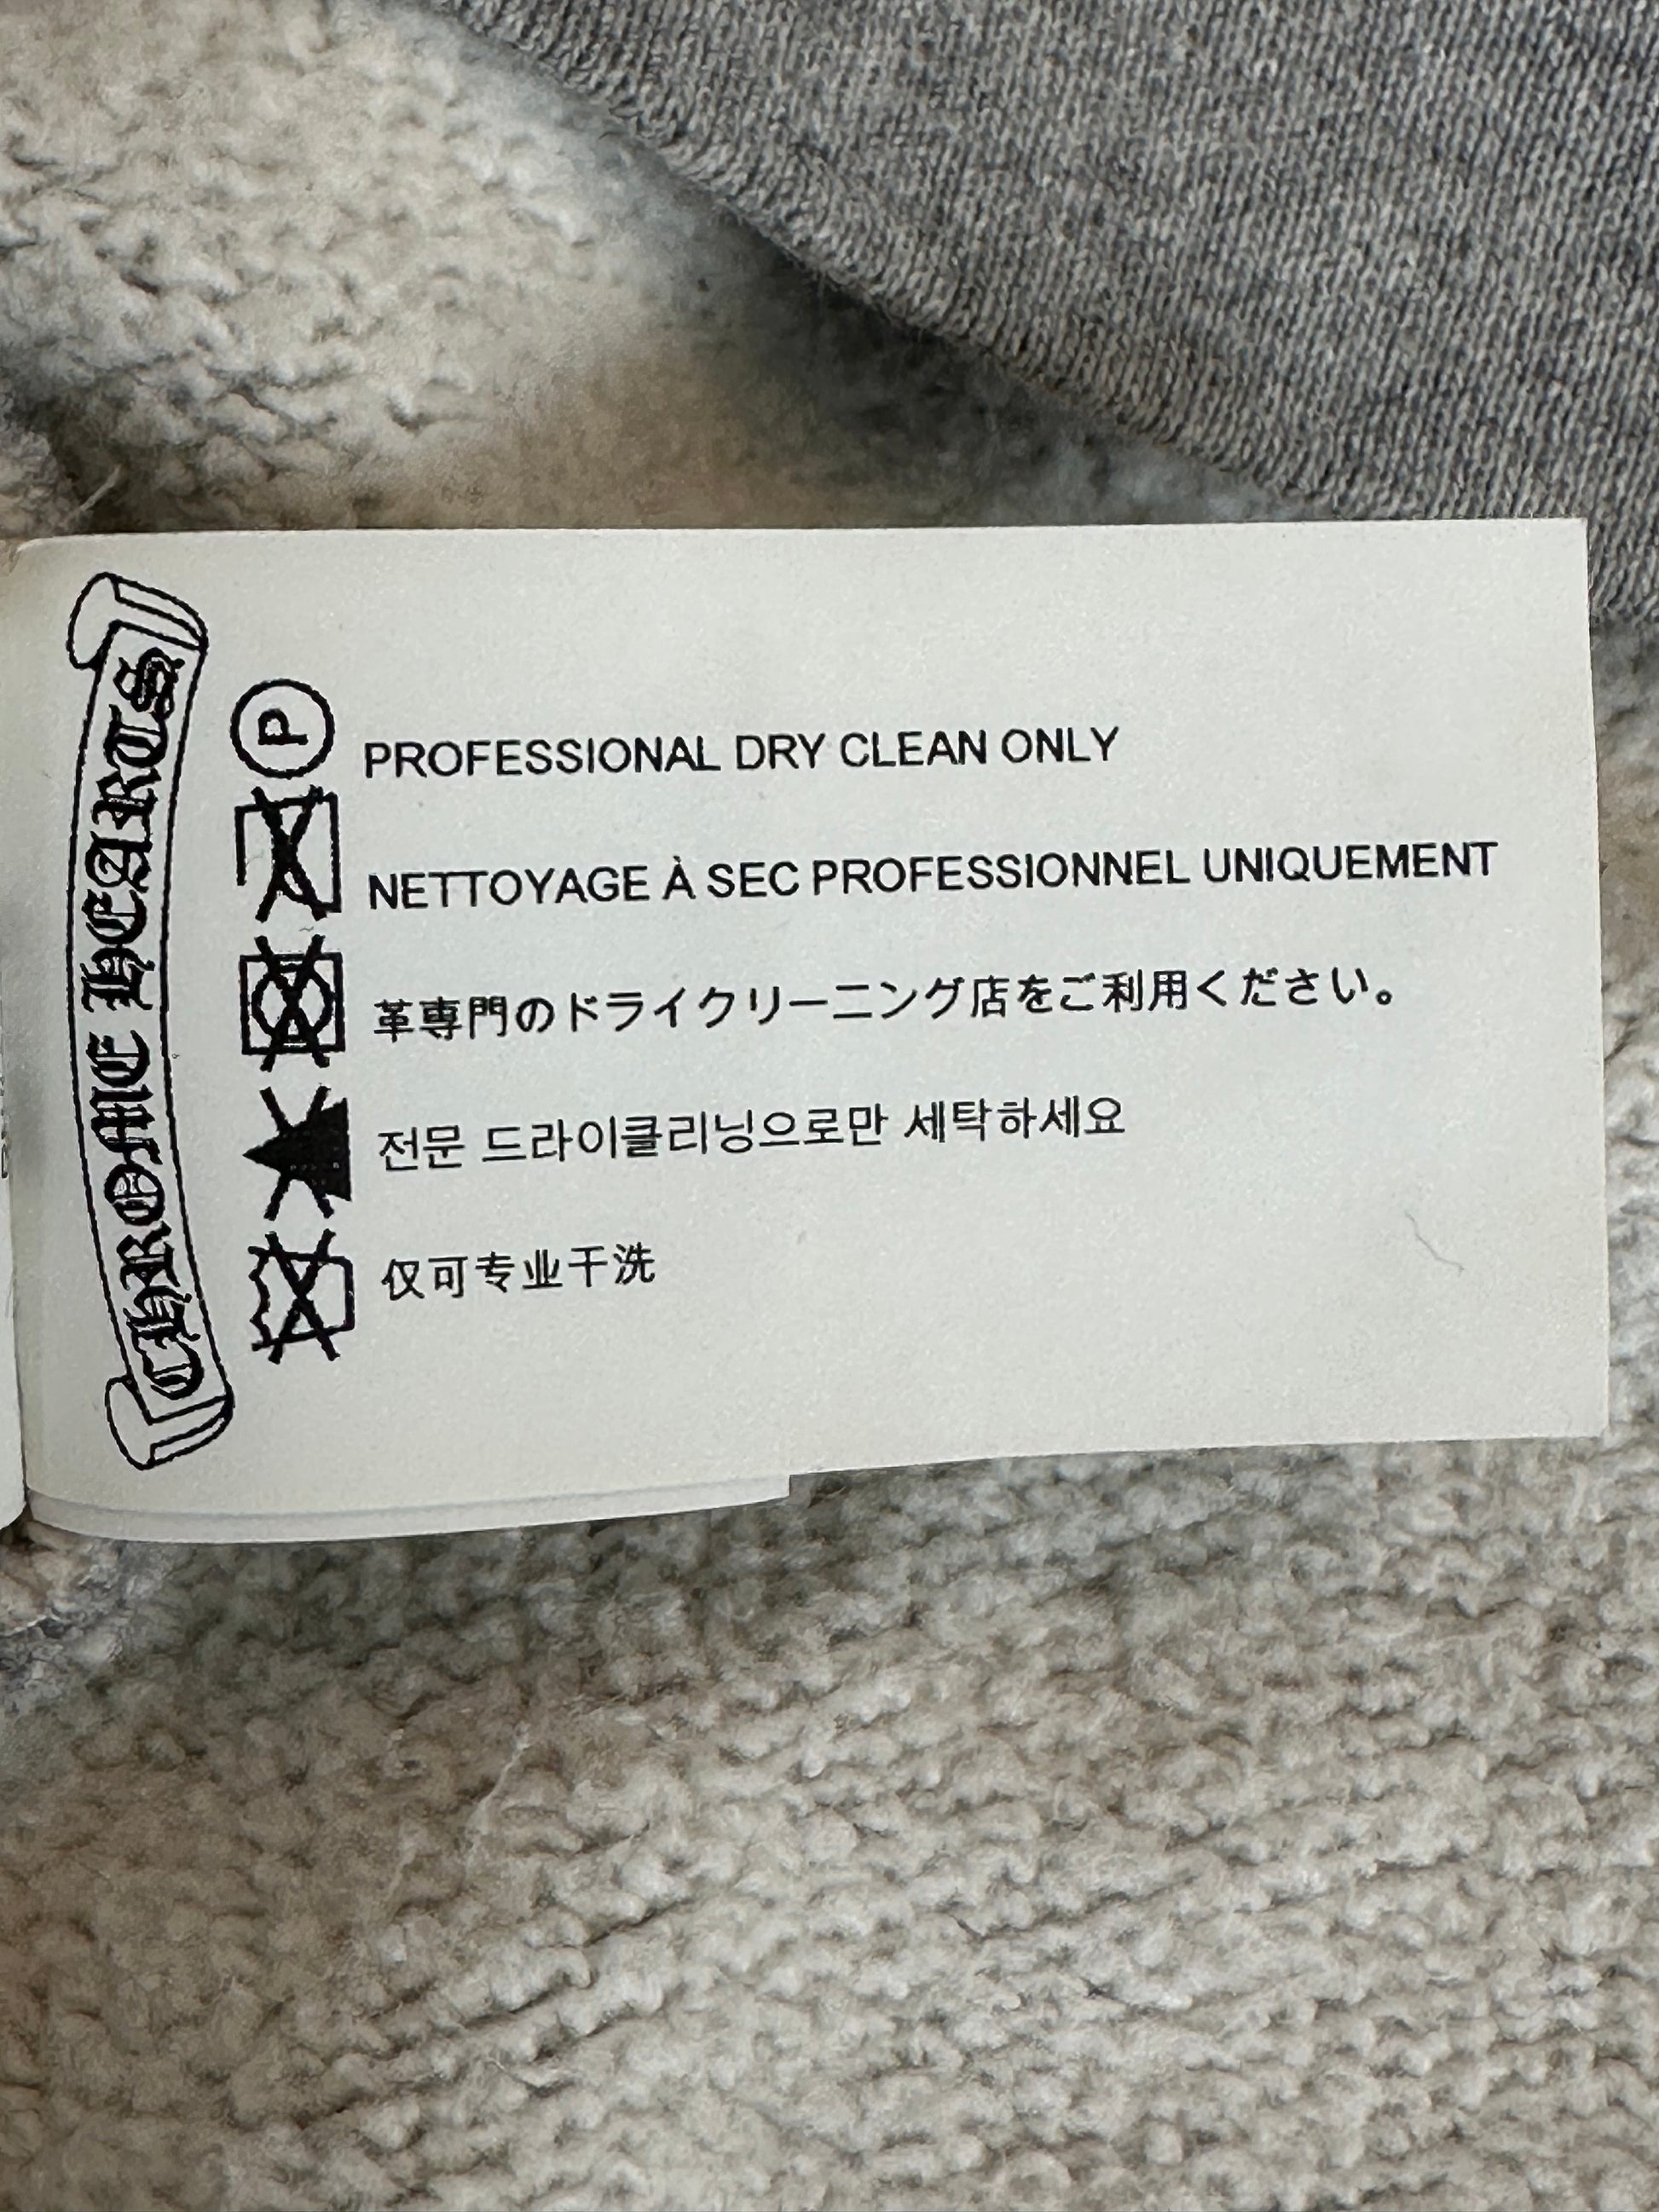 CHROME HEARTS
P
PROFESSIONAL DRY CLEAN ONLY
NETTOYAGE À SEC PROFESSIONNEL UNIQUEMENT
革専門のドライクリーニング店をご利用ください。
전문 드라이클리닝으로만 세탁하세요
仅可专业干洗